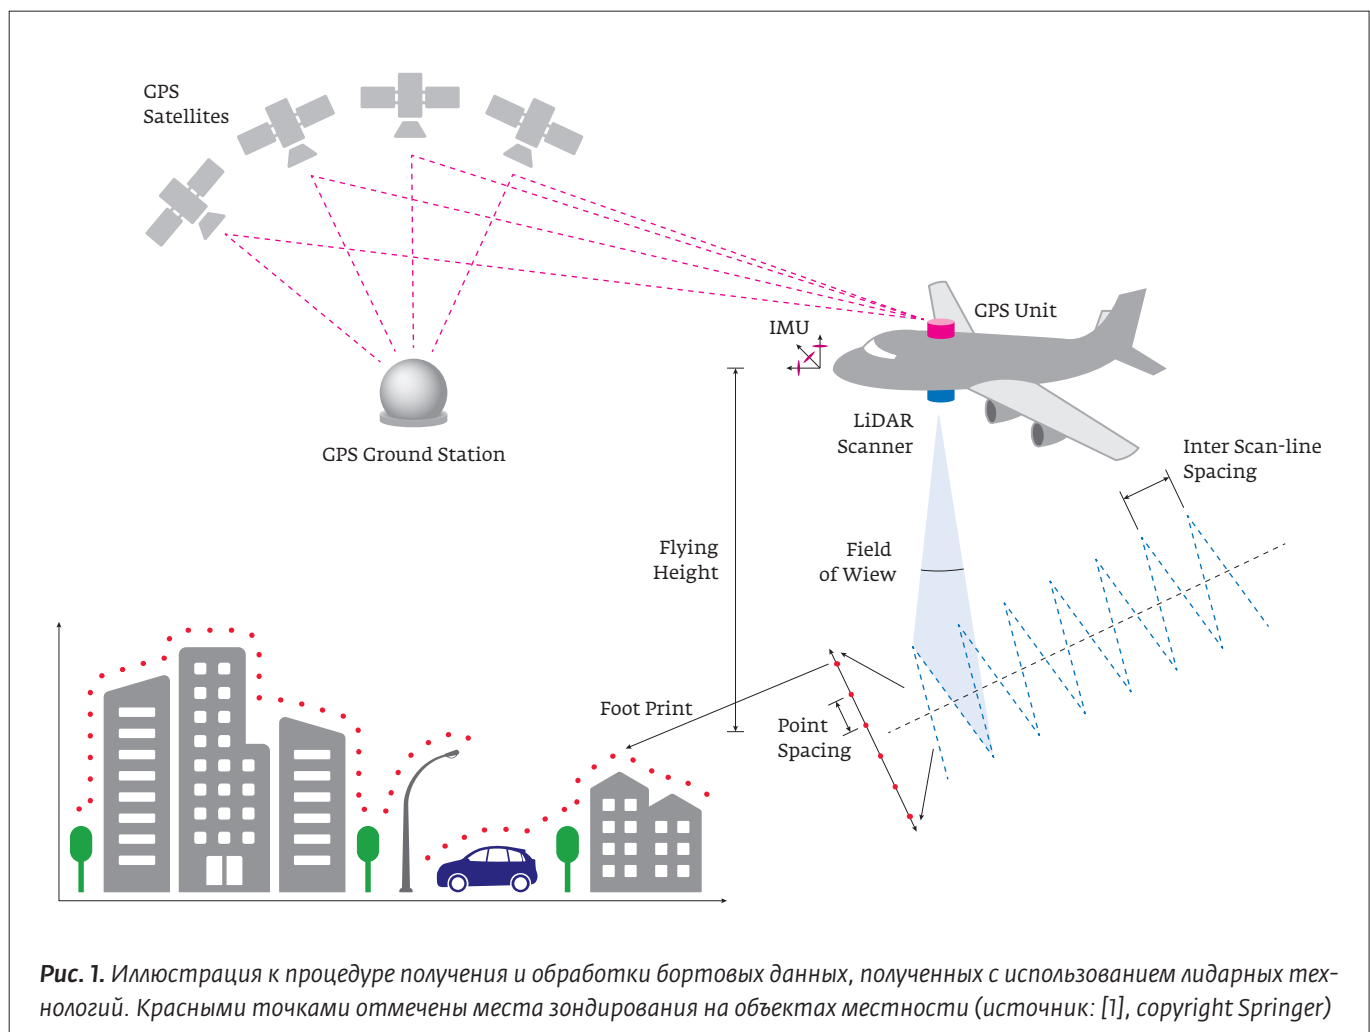 GPS
Satellites
GPS Unit
IMU
LiDAR
Scanner
GPS Ground Station
Inter Scan-line
Spacing
Flying
Height
Field
of Wiew
Foot Print
Point
Spacing
Рис. 1. Иллюстрация к процедуре получения и обработки бортовых данных, полученных с использованием лидарных тех-
нологий. Красными точками отмечены места зондирования на объектах местности (источник: [1], copyright Springer)